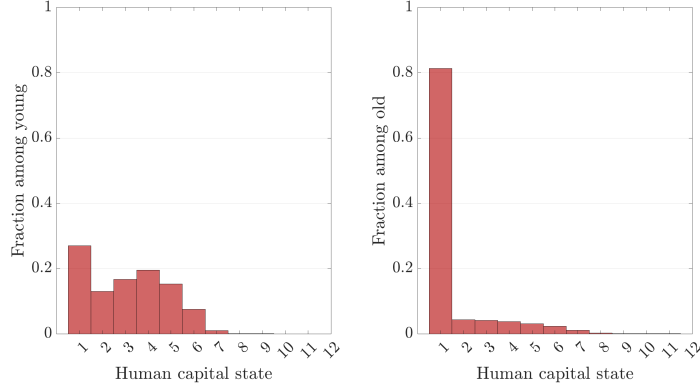 1
0.8
0.6
0.4
0.2
0
Fraction among young
1 2 3 4 5 6 7 8 9 10 11 12
Human capital state
1
0.8
0.6
0.4
0.2
0
Fraction among old
1 2 3 4 5 6 7 8 9 10 11 12
Human capital state